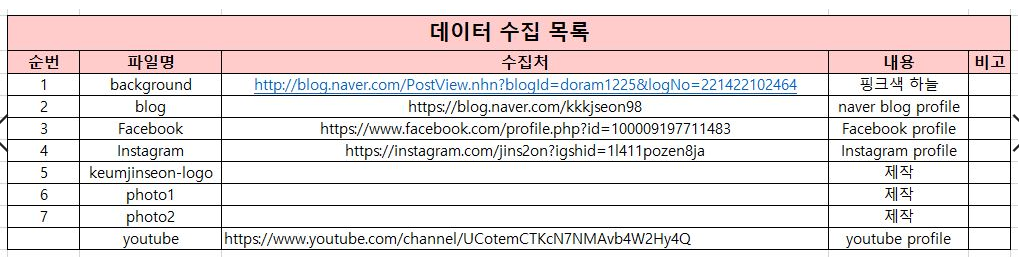 데이터 수집 목록
순번 파일명 수집처 내용 비고
1 background http://blog.naver.com/PostView.nhn?blogId=doram1225&logNo=221422102464 핑크색 하늘
2 blog https://blog.naver.com/kkkjseon98 naver blog profile
3 Facebook https://www.facebook.com/profile.php?id=100009197711483 Facebook profile
4 Instagram https://instagram.com/jins2on?igshid=1l411pozen8ja Instagram profile
5 keumjinseon-logo 제작
6 photo1 제작
7 photo2 제작
youtube https://www.youtube.com/channel/UCotemCTKcN7NMAvb4W2Hy4Q youtube profile